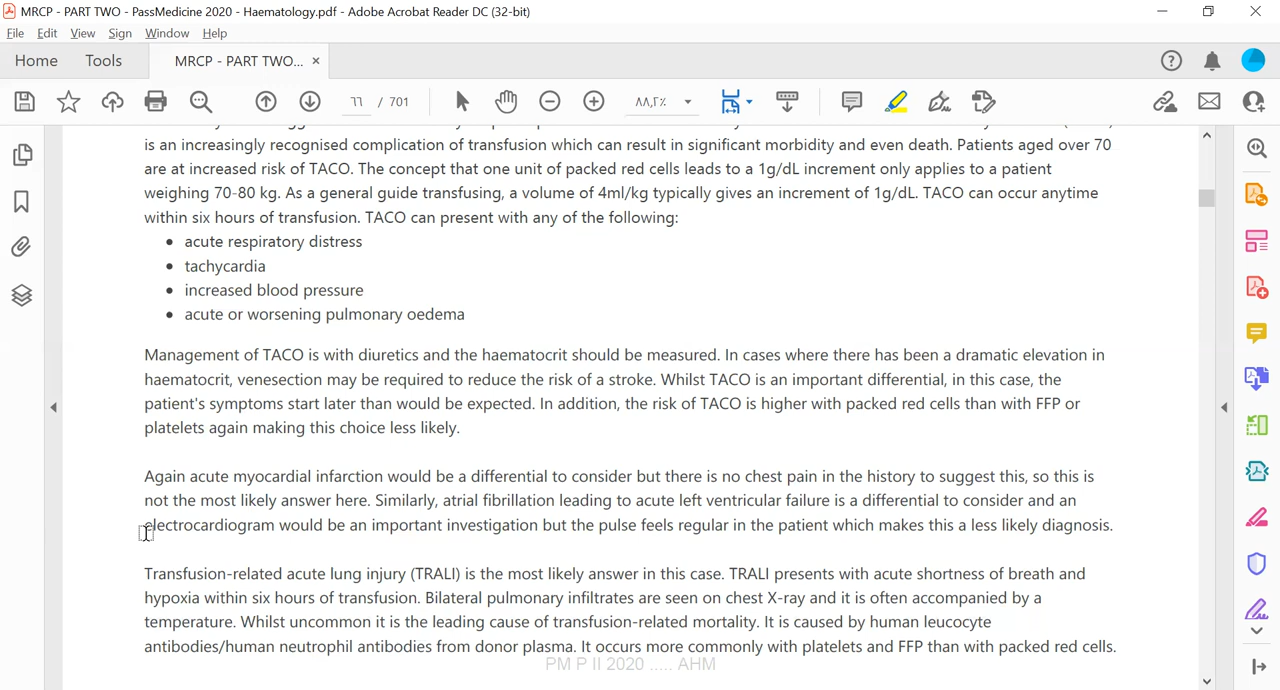 MRCP - PART TWO - PassMedicine 2020 - Haematology.pdf - Adobe Acrobat Reader DC (32-bit)
File Edit View Sign Window Help
Home Tools MRCP - PART TWO... ×
٦٦ / 701 ٨٨,٢٪
is an increasingly recognised complication of transfusion which can result in significant morbidity and even death. Patients aged over 70
are at increased risk of TACO. The concept that one unit of packed red cells leads to a 1g/dL increment only applies to a patient
weighing 70-80 kg. As a general guide transfusing, a volume of 4ml/kg typically gives an increment of 1g/dL. TACO can occur anytime
within six hours of transfusion. TACO can present with any of the following:
• acute respiratory distress
• tachycardia
• increased blood pressure
• acute or worsening pulmonary oedema
Management of TACO is with diuretics and the haematocrit should be measured. In cases where there has been a dramatic elevation in
haematocrit, venesection may be required to reduce the risk of a stroke. Whilst TACO is an important differential, in this case, the
patient's symptoms start later than would be expected. In addition, the risk of TACO is higher with packed red cells than with FFP or
platelets again making this choice less likely.
Again acute myocardial infarction would be a differential to consider but there is no chest pain in the history to suggest this, so this is
not the most likely answer here. Similarly, atrial fibrillation leading to acute left ventricular failure is a differential to consider and an
electrocardiogram would be an important investigation but the pulse feels regular in the patient which makes this a less likely diagnosis.
Transfusion-related acute lung injury (TRALI) is the most likely answer in this case. TRALI presents with acute shortness of breath and
hypoxia within six hours of transfusion. Bilateral pulmonary infiltrates are seen on chest X-ray and it is often accompanied by a
temperature. Whilst uncommon it is the leading cause of transfusion-related mortality. It is caused by human leucocyte
antibodies/human neutrophil antibodies from donor plasma. It occurs more commonly with platelets and FFP than with packed red cells.
PM P II 2020 ..... AHM